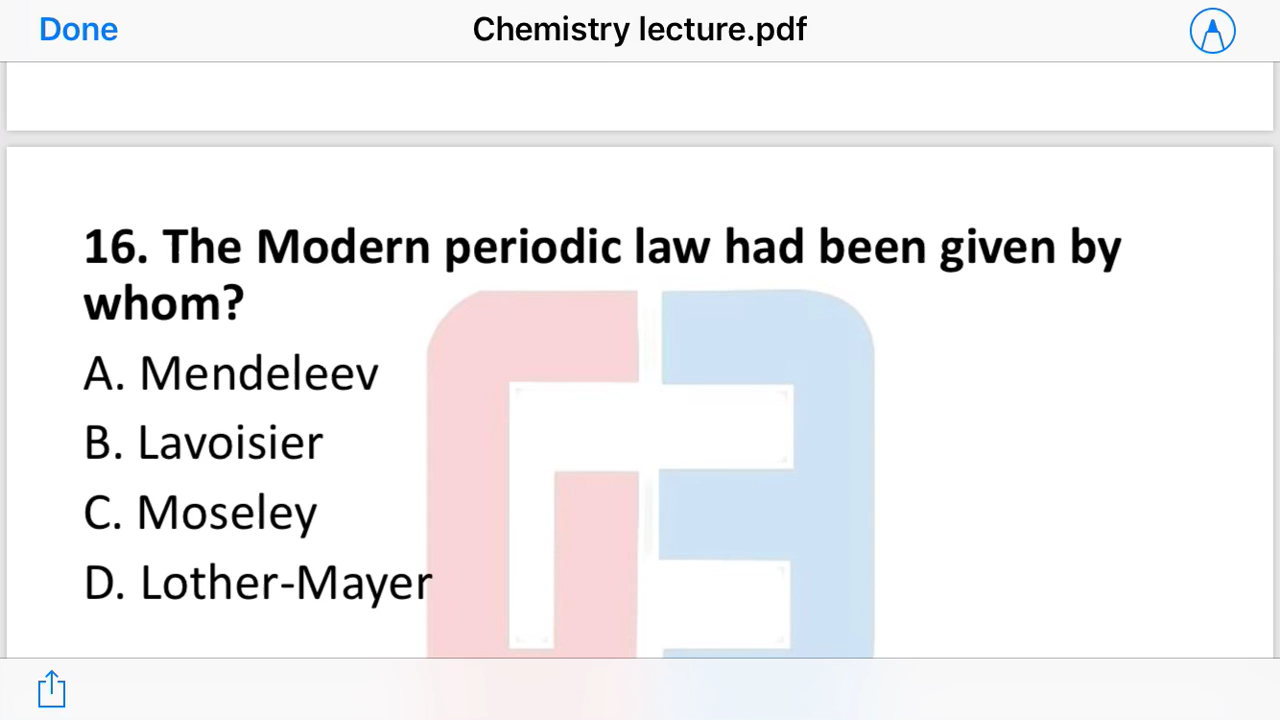 Done
Chemistry lecture.pdf
16. The Modern periodic law had been given by
whom?
A. Mendeleev
B. Lavoisier
C. Moseley
D. Lother-Mayer